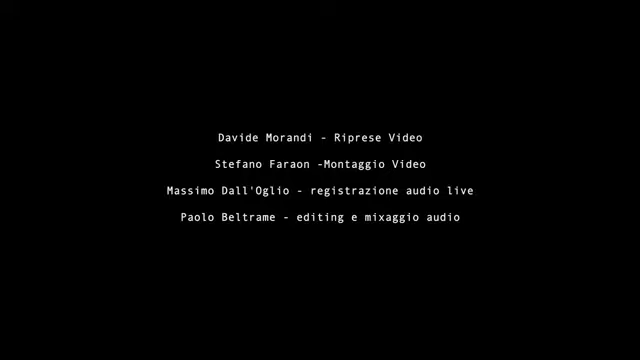 Davide Morandi - Riprese Video
Stefano Faraon -Montaggio Video
Massimo Dall'Oglio - registrazione audio live
Paolo Beltrame - editing e mixaggio audio